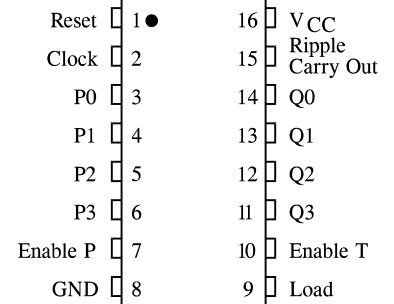 Reset 1 16 VCC
Clock 2 15 Ripple
Carry Out
P0 3 14 Q0
P1 4 13 Q1
P2 5 12 Q2
P3 6 11 Q3
Enable P 7 10 Enable T
GND 8 9 Load